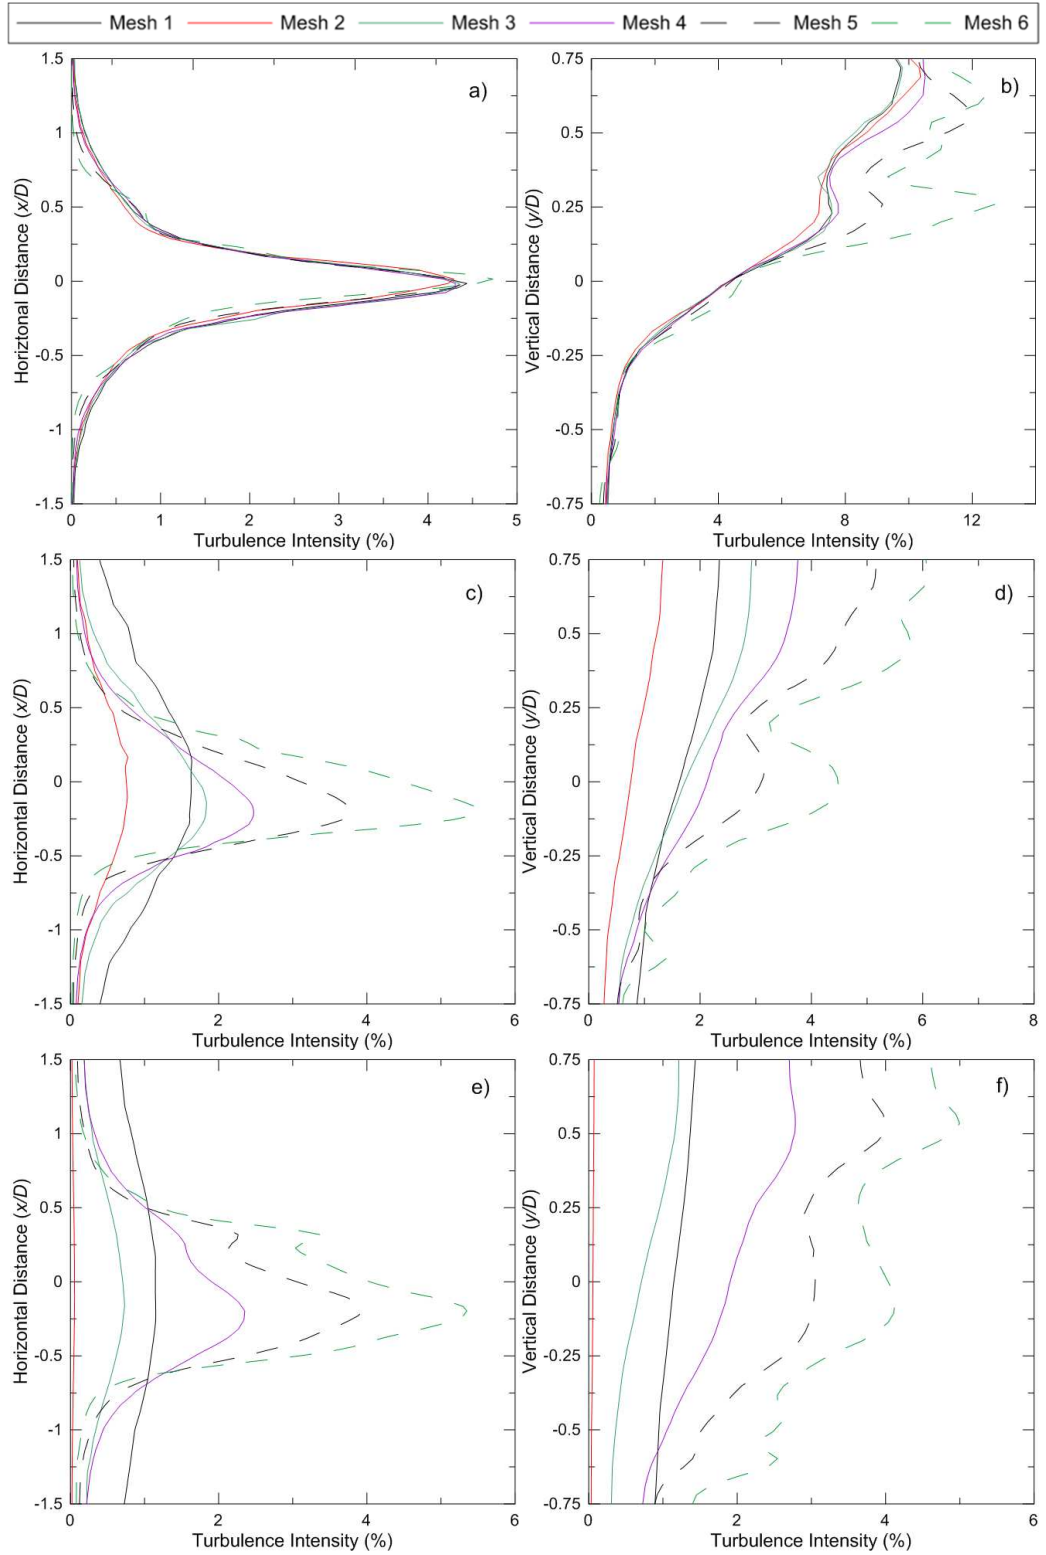 Mesh 1 Mesh 2 Mesh 3 Mesh 4 Mesh 5 Mesh 6
a)
Horiztonal Distance (x/D)
1.5
1
0.5
0
-0.5
-1
-1.5
0 1 2 3 4 5
Turbulence Intensity (%)
b)
Vertical Distance (y/D)
0.75
0.5
0.25
0
-0.25
-0.5
-0.75
0 4 8 12
Turbulence Intensity (%)
c)
Horizontal Distance (x/D)
1.5
1
0.5
0
-0.5
-1
-1.5
0 2 4 6
Turbulence Intensity (%)
d)
Vertical Distance (y/D)
0.75
0.5
0.25
0
-0.25
-0.5
-0.75
0 2 4 6 8
Turbulence Intensity (%)
e)
Horizontal Distance (x/D)
1.5
1
0.5
0
-0.5
-1
-1.5
0 2 4 6
Turbulence Intensity (%)
f)
Vertical Distance (y/D)
0.75
0.5
0.25
0
-0.25
-0.5
-0.75
0 2 4 6
Turbulence Intensity (%)